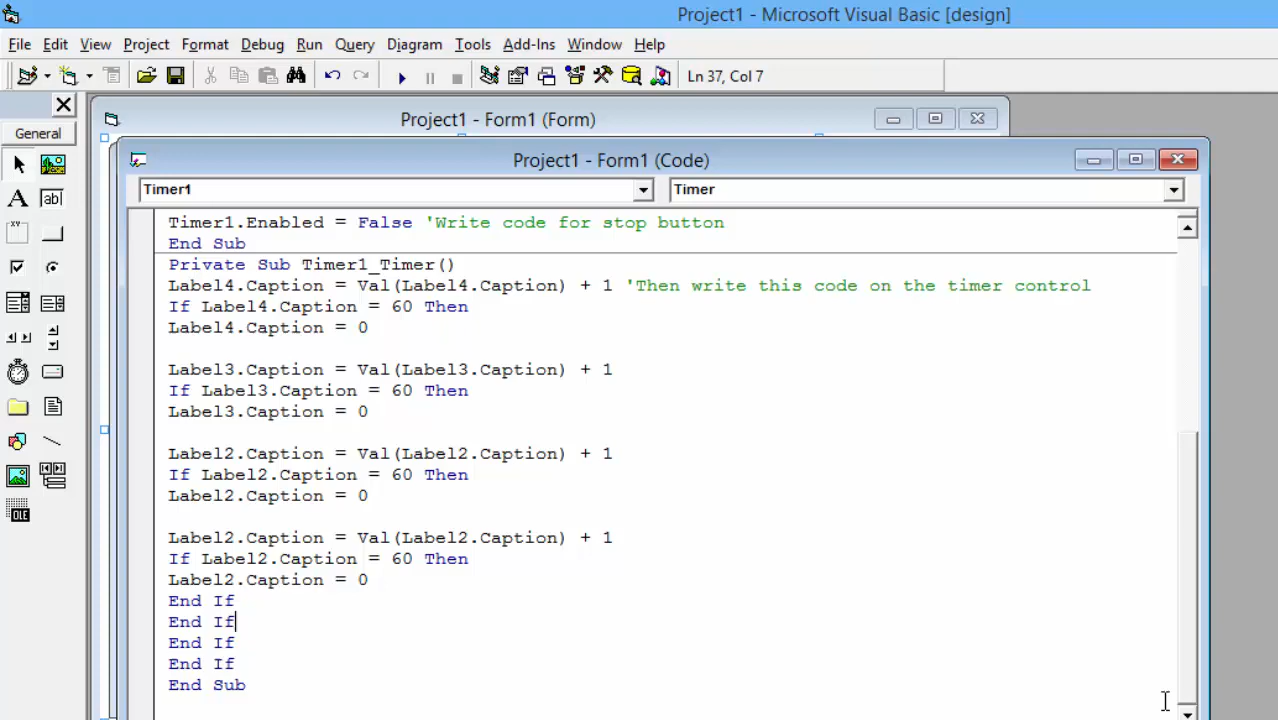 Project1 - Microsoft Visual Basic [design]
File Edit View Project Format Debug Run Query Diagram Tools Add-Ins Window Help
Ln 37, Col 7
General
Project1 - Form1 (Form)
Project1 - Form1 (Code)
A
ab|
XY
OLE
Timer1
Timer
Timer1.Enabled = False 'Write code for stop button
End Sub
Private Sub Timer1_Timer()
Label4.Caption = Val(Label4.Caption) + 1 'Then write this code on the timer control
If Label4.Caption = 60 Then
Label4.Caption = 0
Label3.Caption = Val(Label3.Caption) + 1
If Label3.Caption = 60 Then
Label3.Caption = 0
Label2.Caption = Val(Label2.Caption) + 1
If Label2.Caption = 60 Then
Label2.Caption = 0
Label2.Caption = Val(Label2.Caption) + 1
If Label2.Caption = 60 Then
Label2.Caption = 0
End If
End If
End If
End If
End Sub